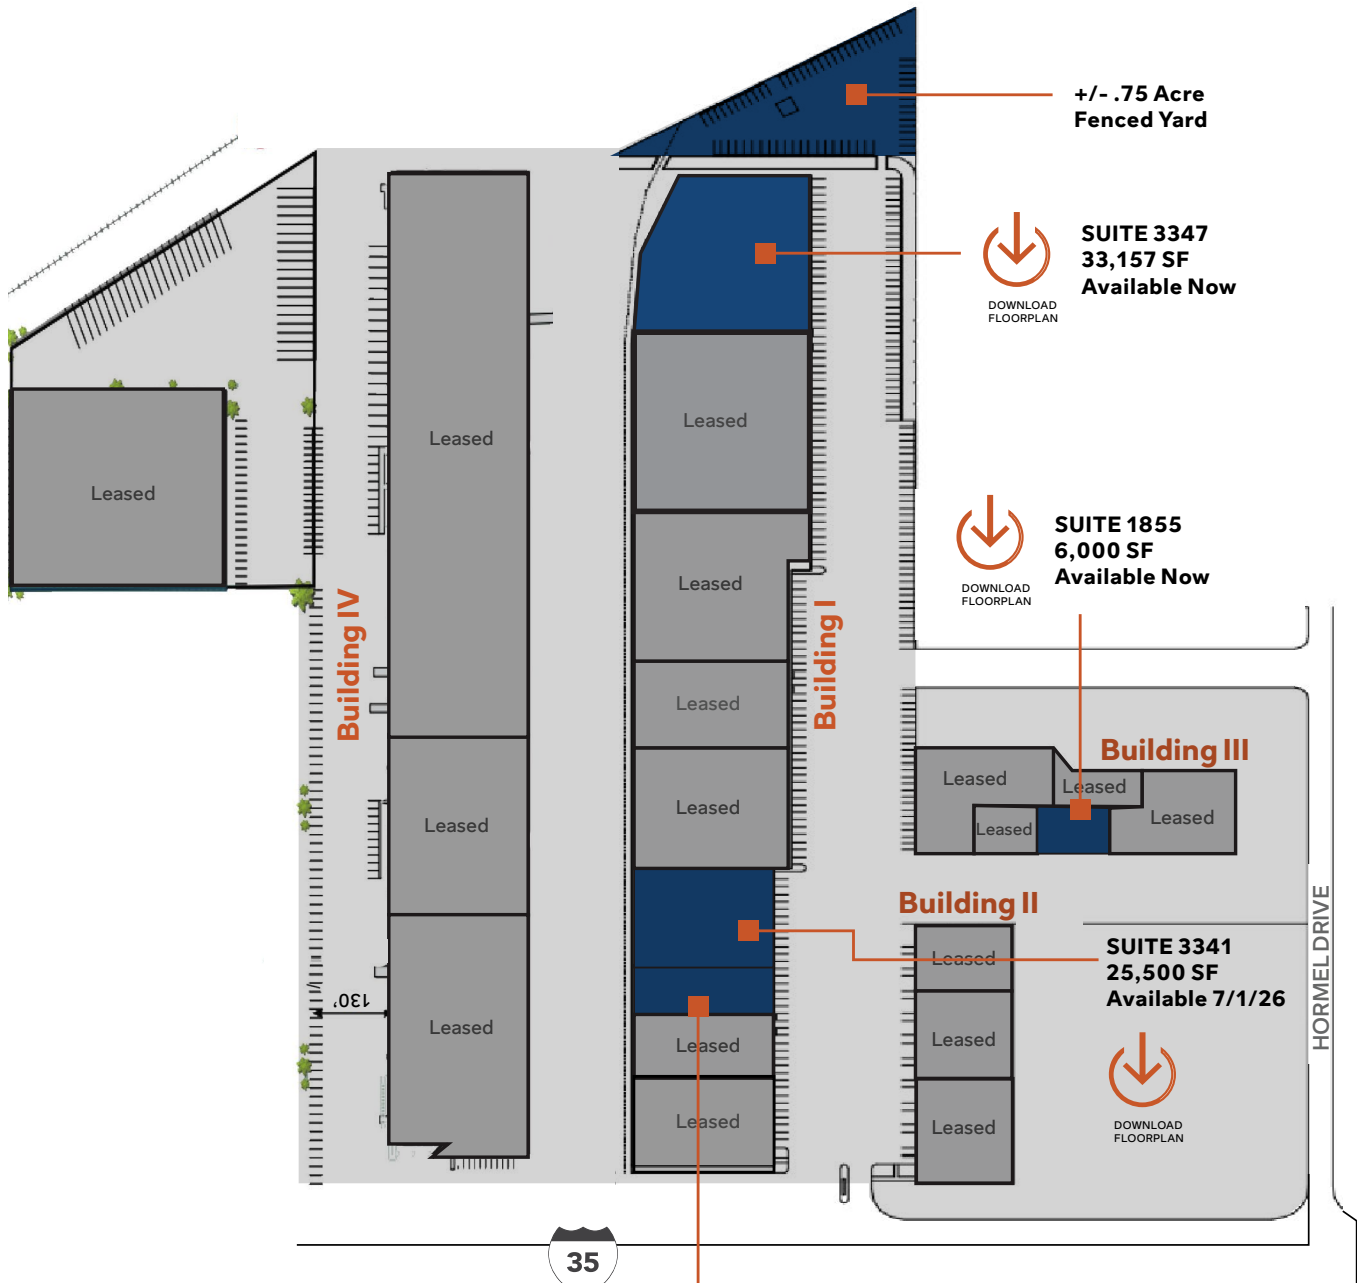 +/- .75 Acre
Fenced Yard
SUITE 3347
33,157 SF
Available Now
DOWNLOAD
FLOORPLAN
Leased
Leased
Leased
SUITE 1855
6,000 SF
Available Now
DOWNLOAD
FLOORPLAN
Leased
Building IV
Building I
Leased
Building III
Leased
Leased
Leased
Leased
Leased
Leased
Leased
Building II
HORMEL DRIVE
SUITE 3341
25,500 SF
Available 7/1/26
Leased
130'
Leased
Leased
Leased
DOWNLOAD
FLOORPLAN
Leased
Leased
35